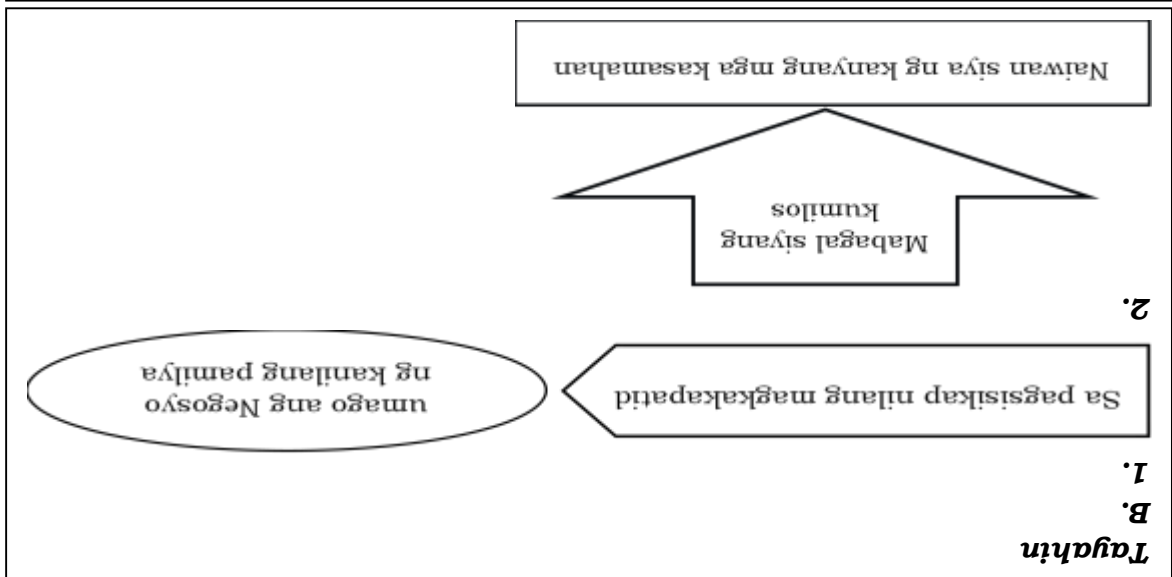 Tayahin
B.
1.
Sa pagsisikap nilang magkakapatid
umago ang Negosyo
ng kanilang pamilya
2.
Mabagal siyang
kumilos
Naiwan siya ng kanyang mga kasamahan